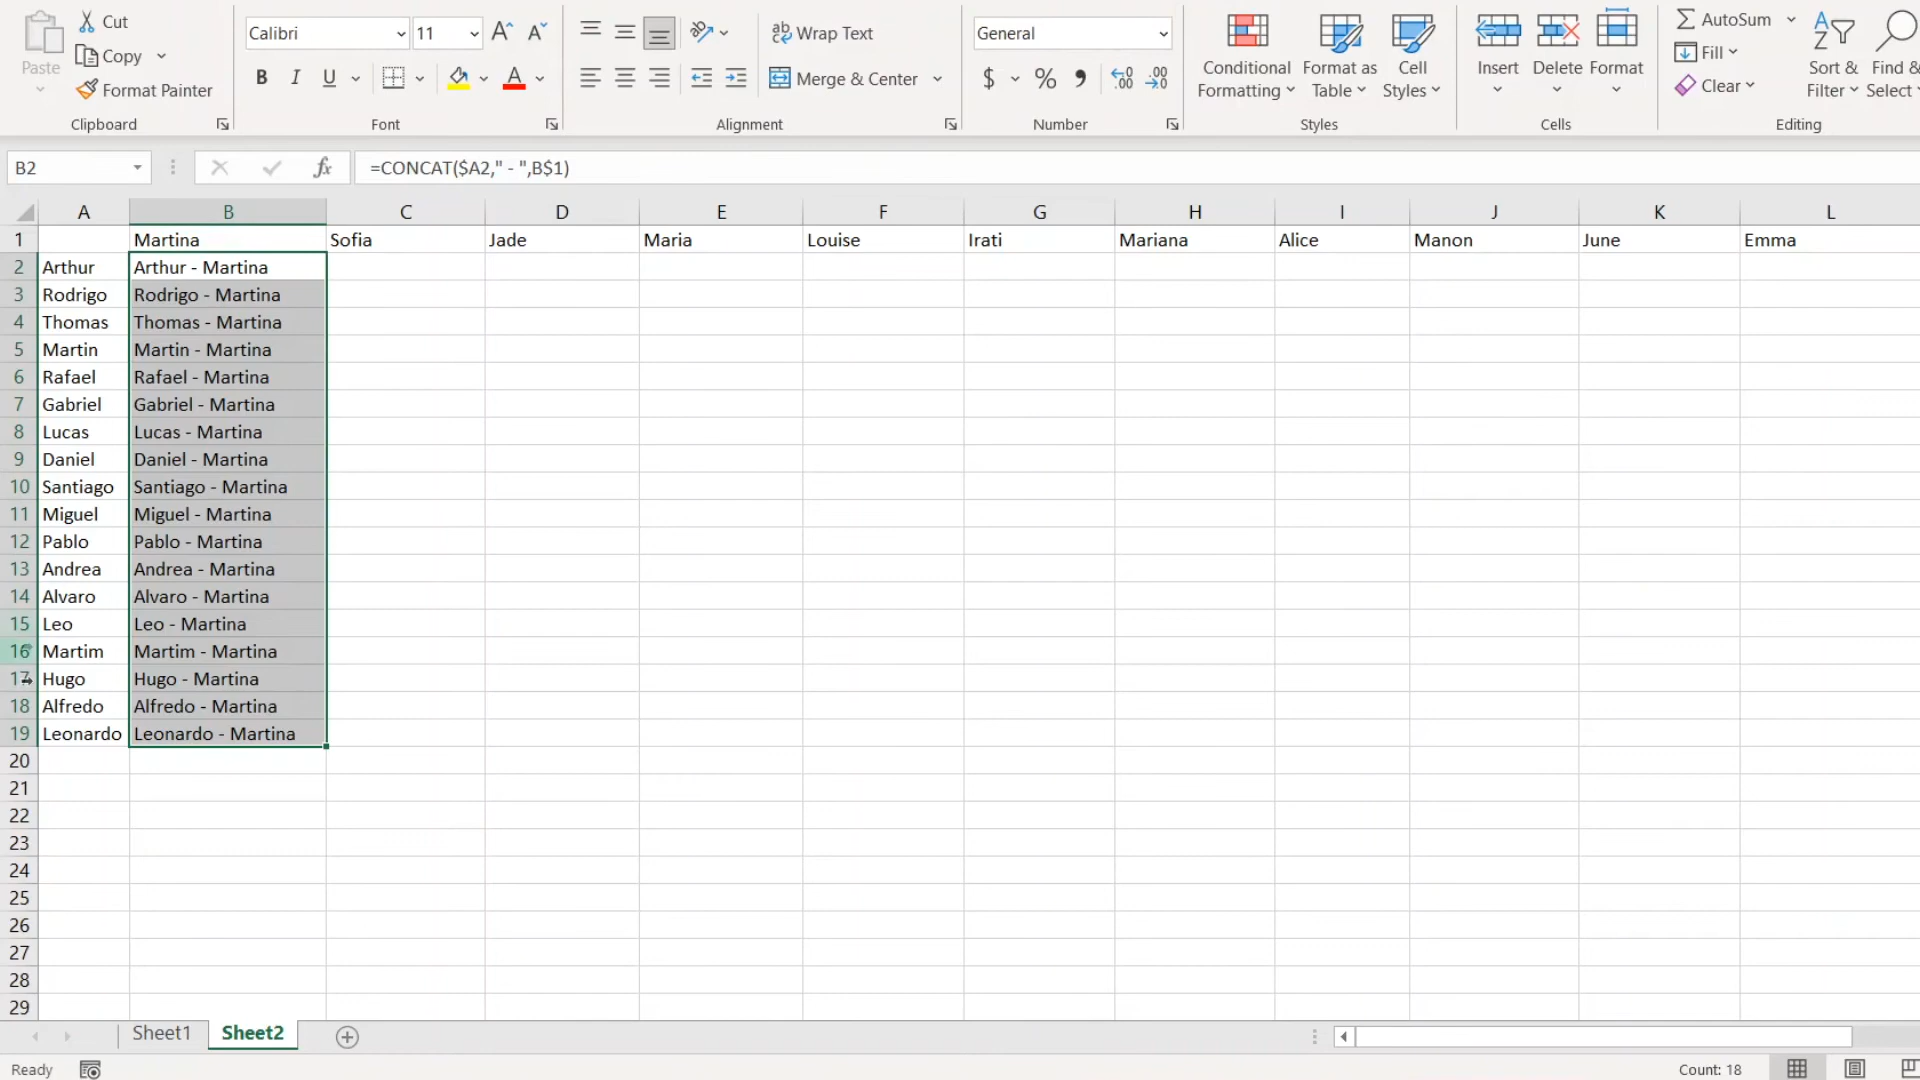 Paste
Cut
Copy
Format Painter
Clipboard
Calibri 11
B I U A
Font
ab Wrap Text
Merge & Center
Alignment
General
$ % 9 .00 .00
Number
Conditional Formatting
Format as Table
Cell Styles
Styles
Insert
Delete
Format
Cells
AutoSum
Fill
Clear
Sort & Filter
Find & Select
Editing
B2 fx =CONCAT($A2," - ",B$1)
A B C D E F G H I J K L
1 Martina Sofia Jade Maria Louise Irati Mariana Alice Manon June Emma
2 Arthur Arthur - Martina
3 Rodrigo Rodrigo - Martina
4 Thomas Thomas - Martina
5 Martin Martin - Martina
6 Rafael Rafael - Martina
7 Gabriel Gabriel - Martina
8 Lucas Lucas - Martina
9 Daniel Daniel - Martina
10 Santiago Santiago - Martina
11 Miguel Miguel - Martina
12 Pablo Pablo - Martina
13 Andrea Andrea - Martina
14 Alvaro Alvaro - Martina
15 Leo Leo - Martina
16 Martim Martim - Martina
17 Hugo Hugo - Martina
18 Alfredo Alfredo - Martina
19 Leonardo Leonardo - Martina
20
21
22
23
24
25
26
27
28
29
Sheet1 Sheet2
Ready Count: 18